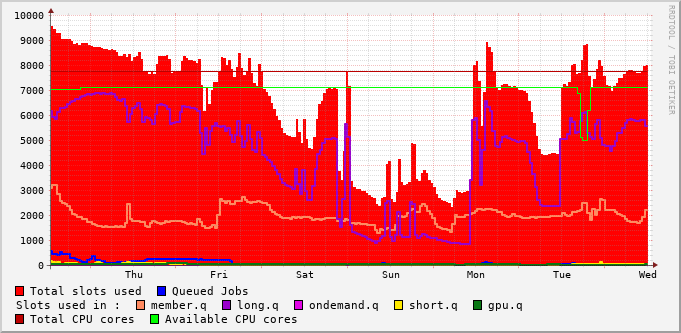 RRDTOOL / TOBI OETIKER
10000
9000
8000
7000
6000
5000
4000
3000
2000
1000
0
Thu Fri Sat Sun Mon Tue Wed
Total slots used Queued Jobs
Slots used in : member.q long.q ondemand.q short.q gpu.q
Total CPU cores Available CPU cores